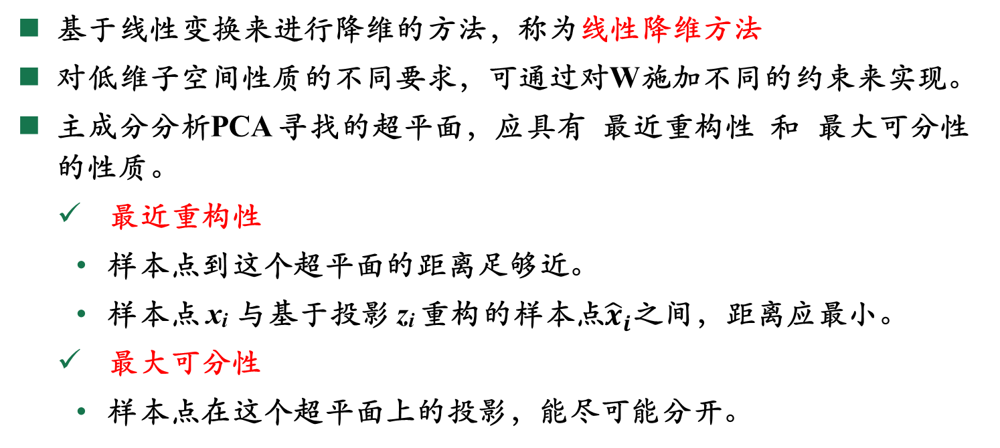 ■ 基于线性变换来进行降维的方法，称为线性降维方法
■ 对低维子空间性质的不同要求，可通过对W施加不同的约束来实现。
■ 主成分分析PCA 寻找的超平面，应具有 最近重构性 和 最大可分性
的性质。
✓ 最近重构性
• 样本点到这个超平面的距离足够近。
• 样本点 xᵢ 与基于投影 zᵢ 重构的样本点x̂ᵢ之间，距离应最小。
✓ 最大可分性
• 样本点在这个超平面上的投影，能尽可能分开。